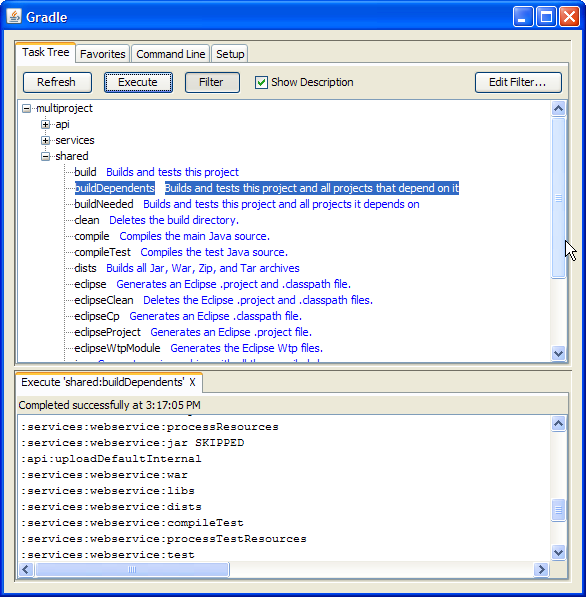 Gradle
Task Tree Favorites Command Line Setup
Refresh Execute Filter Show Description Edit Filter...
multiproject
api
services
shared
build Builds and tests this project
buildDependents Builds and tests this project and all projects that depend on it
buildNeeded Builds and tests this project and all projects it depends on
clean Deletes the build directory.
compile Compiles the main Java source.
compileTest Compiles the test Java source.
dists Builds all Jar, War, Zip, and Tar archives
eclipse Generates an Eclipse .project and .classpath file.
eclipseClean Deletes the Eclipse .project and .classpath files.
eclipseCp Generates an Eclipse .classpath file.
eclipseProject Generates an Eclipse .project file.
eclipseWtpModule Generates the Eclipse Wtp files.
Execute 'shared:buildDependents' X
Completed successfully at 3:17:05 PM
:services:webservice:processResources
:services:webservice:jar SKIPPED
:api:uploadDefaultInternal
:services:webservice:war
:services:webservice:libs
:services:webservice:dists
:services:webservice:compileTest
:services:webservice:processTestResources
:services:webservice:test